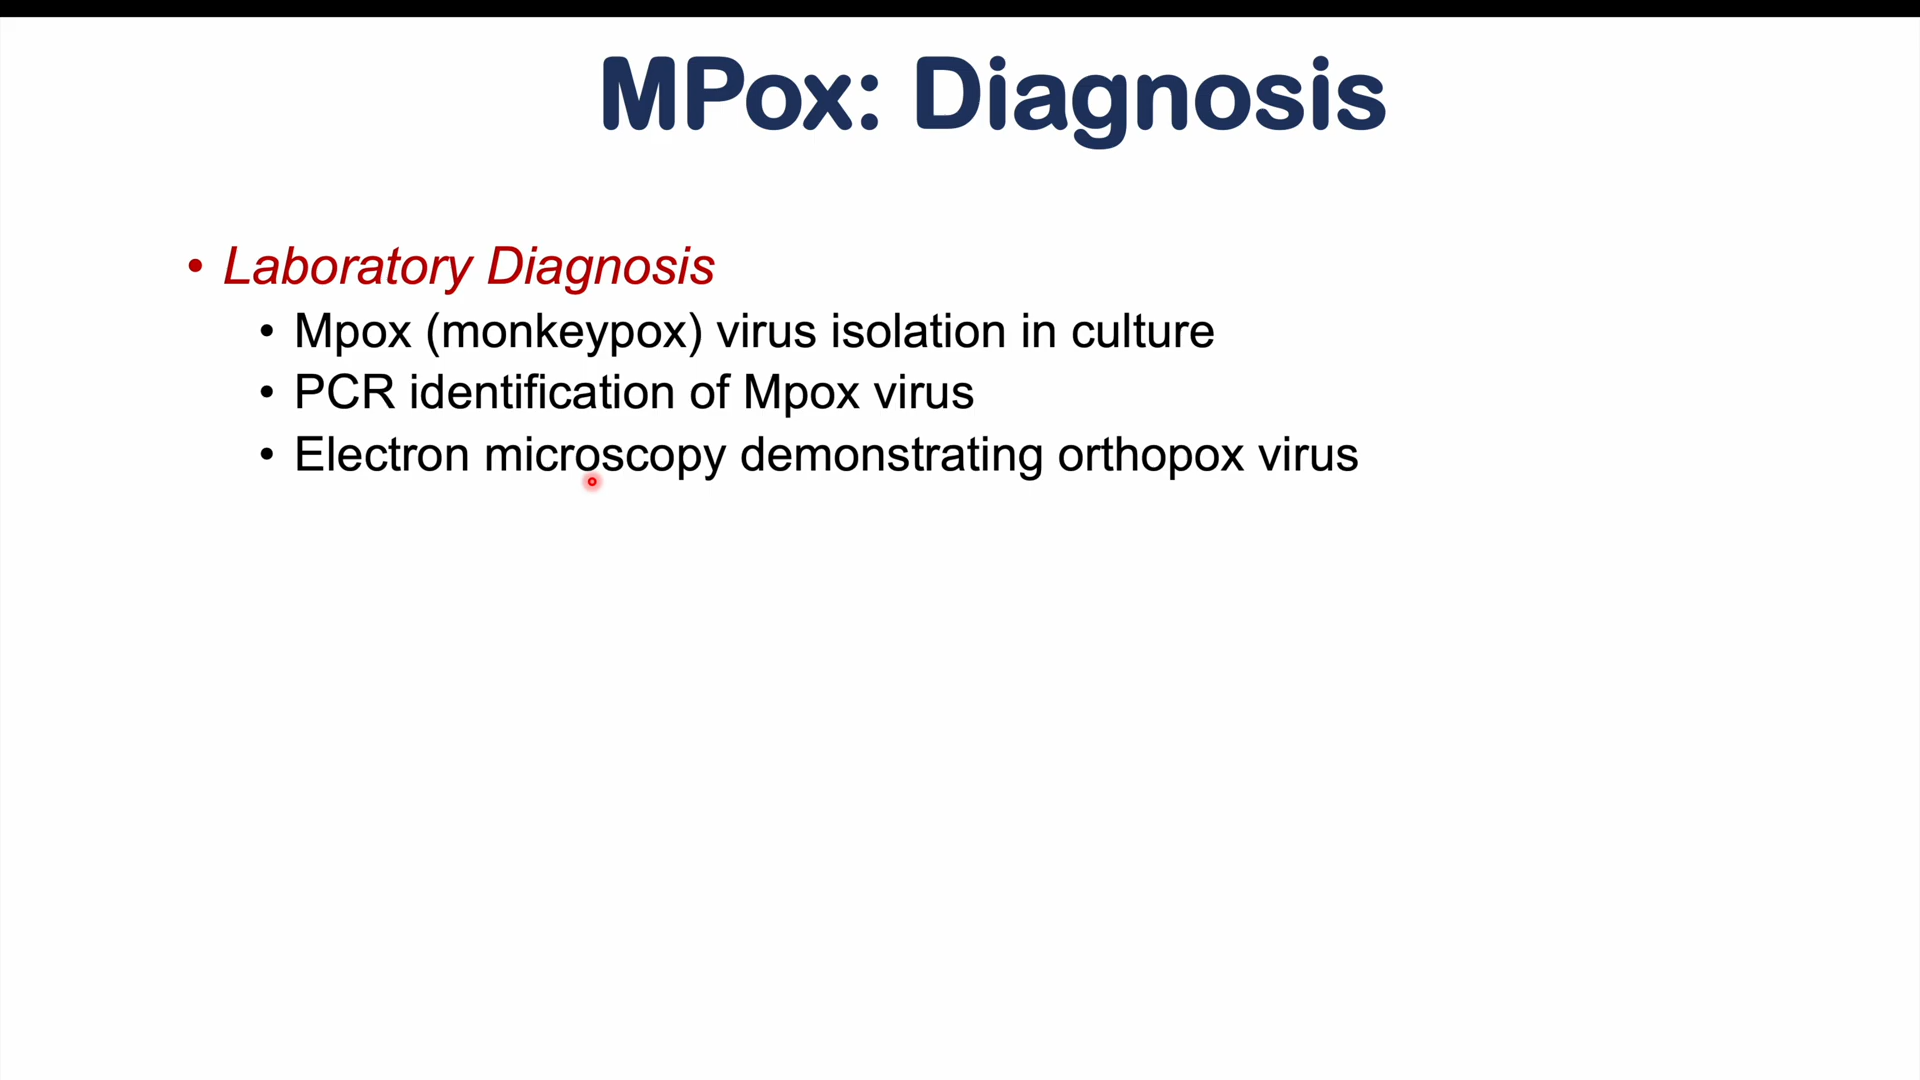 MPox: Diagnosis
• Laboratory Diagnosis
• Mpox (monkeypox) virus isolation in culture
• PCR identification of Mpox virus
• Electron microscopy demonstrating orthopox virus